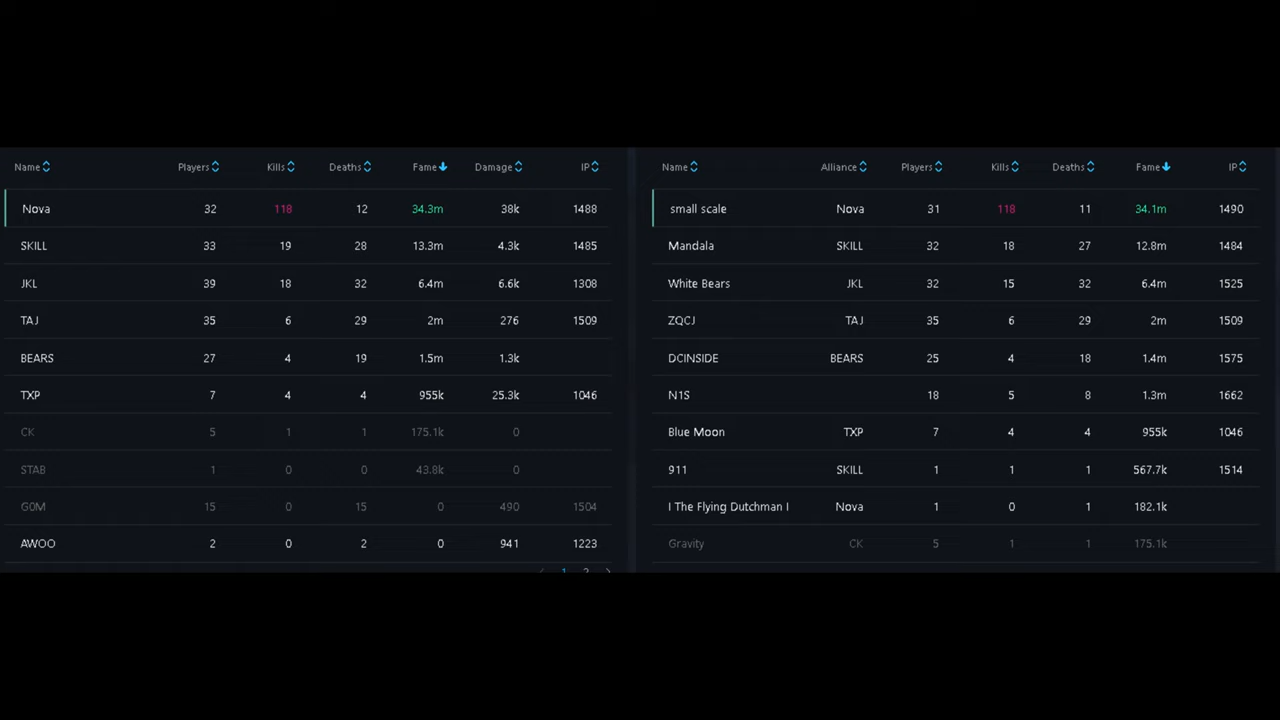 Name Players Kills Deaths Fame Damage IP
Nova 32 118 12 34.3m 38k 1488
SKILL 33 19 28 13.3m 4.3k 1485
JKL 39 18 32 6.4m 6.6k 1308
TAJ 35 6 29 2m 276 1509
BEARS 27 4 19 1.5m 1.3k
TXP 7 4 4 955k 25.3k 1046
CK 5 1 1 175.1k 0
STAB 1 0 0 43.8k 0
G0M 15 0 15 0 490 1504
AWOO 2 0 2 0 941 1223
1 2
Name Alliance Players Kills Deaths Fame IP
small scale Nova 31 118 11 34.1m 1490
Mandala SKILL 32 18 27 12.8m 1484
White Bears JKL 32 15 32 6.4m 1525
ZQCJ TAJ 35 6 29 2m 1509
DCINSIDE BEARS 25 4 18 1.4m 1575
N1S 18 5 8 1.3m 1662
Blue Moon TXP 7 4 4 955k 1046
911 SKILL 1 1 1 567.7k 1514
I The Flying Dutchman I Nova 1 0 1 182.1k
Gravity CK 5 1 1 175.1k